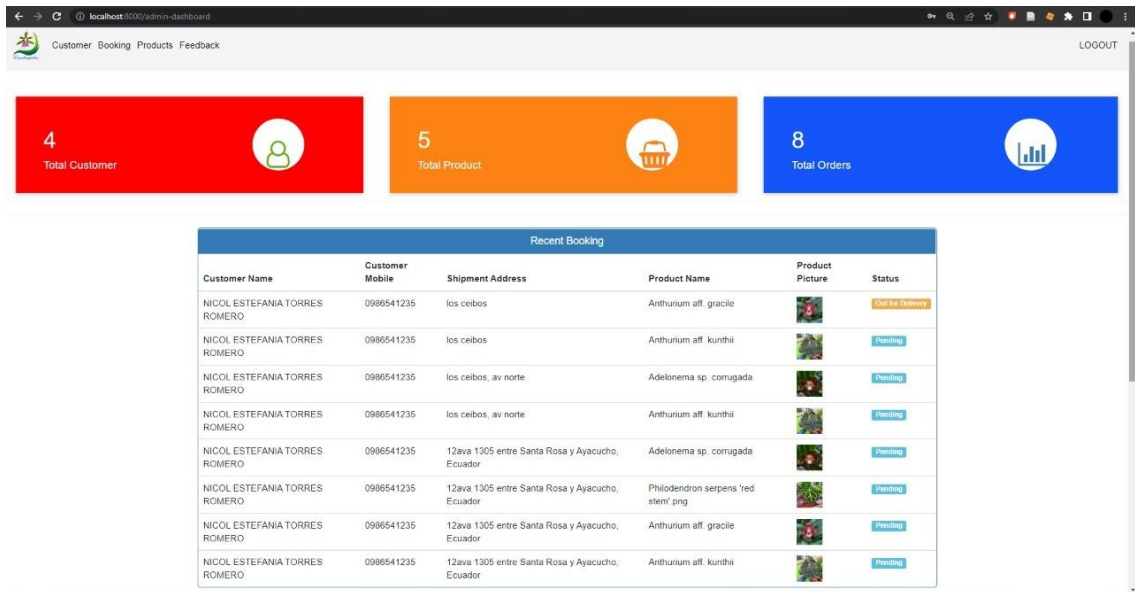 localhost:8000/admin-dashboard
Customer Booking Products Feedback
LOGOUT
4
Total Customer
5
Total Product
8
Total Orders
Recent Booking
Customer Name
Customer
Mobile
Shipment Address
Product Name
Product
Picture
Status
NICOL ESTEFANIA TORRES
ROMERO
0986541235
los ceibos
Anthurium aff. gracile
Out for Delivery
NICOL ESTEFANIA TORRES
ROMERO
0986541235
los ceibos
Anthurium aff. kunthii
Pending
NICOL ESTEFANIA TORRES
ROMERO
0986541235
los ceibos, av norte
Adelonema sp. corrugada
Pending
NICOL ESTEFANIA TORRES
ROMERO
0986541235
los ceibos, av norte
Anthurium aff. kunthii
Pending
NICOL ESTEFANIA TORRES
ROMERO
0986541235
12ava 1305 entre Santa Rosa y Ayacucho,
Ecuador
Adelonema sp. corrugada
Pending
NICOL ESTEFANIA TORRES
ROMERO
0986541235
12ava 1305 entre Santa Rosa y Ayacucho,
Ecuador
Philodendron serpens 'red
stem'.png
Pending
NICOL ESTEFANIA TORRES
ROMERO
0986541235
12ava 1305 entre Santa Rosa y Ayacucho,
Ecuador
Anthurium aff. gracile
Pending
NICOL ESTEFANIA TORRES
ROMERO
0986541235
12ava 1305 entre Santa Rosa y Ayacucho,
Ecuador
Anthurium aff. kunthii
Pending